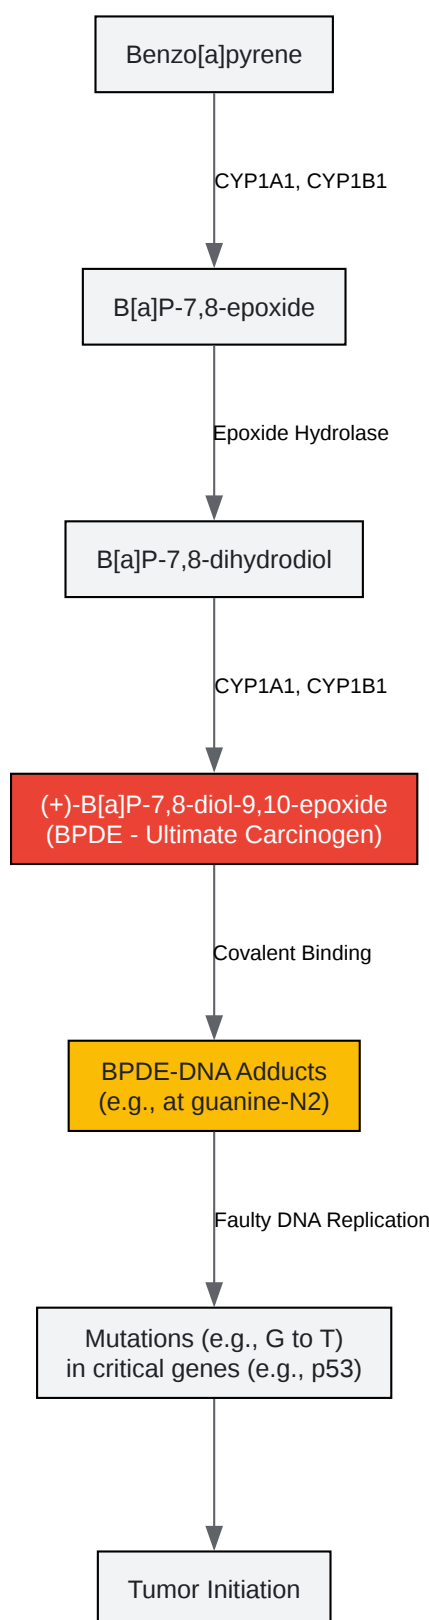 Benzo[a]pyrene
CYP1A1, CYP1B1
B[a]P-7,8-epoxide
Epoxide Hydrolase
B[a]P-7,8-dihydrodiol
CYP1A1, CYP1B1
(+)-B[a]P-7,8-diol-9,10-epoxide
(BPDE - Ultimate Carcinogen)
Covalent Binding
BPDE-DNA Adducts
(e.g., at guanine-N2)
Faulty DNA Replication
Mutations (e.g., G to T)
in critical genes (e.g., p53)
Tumor Initiation